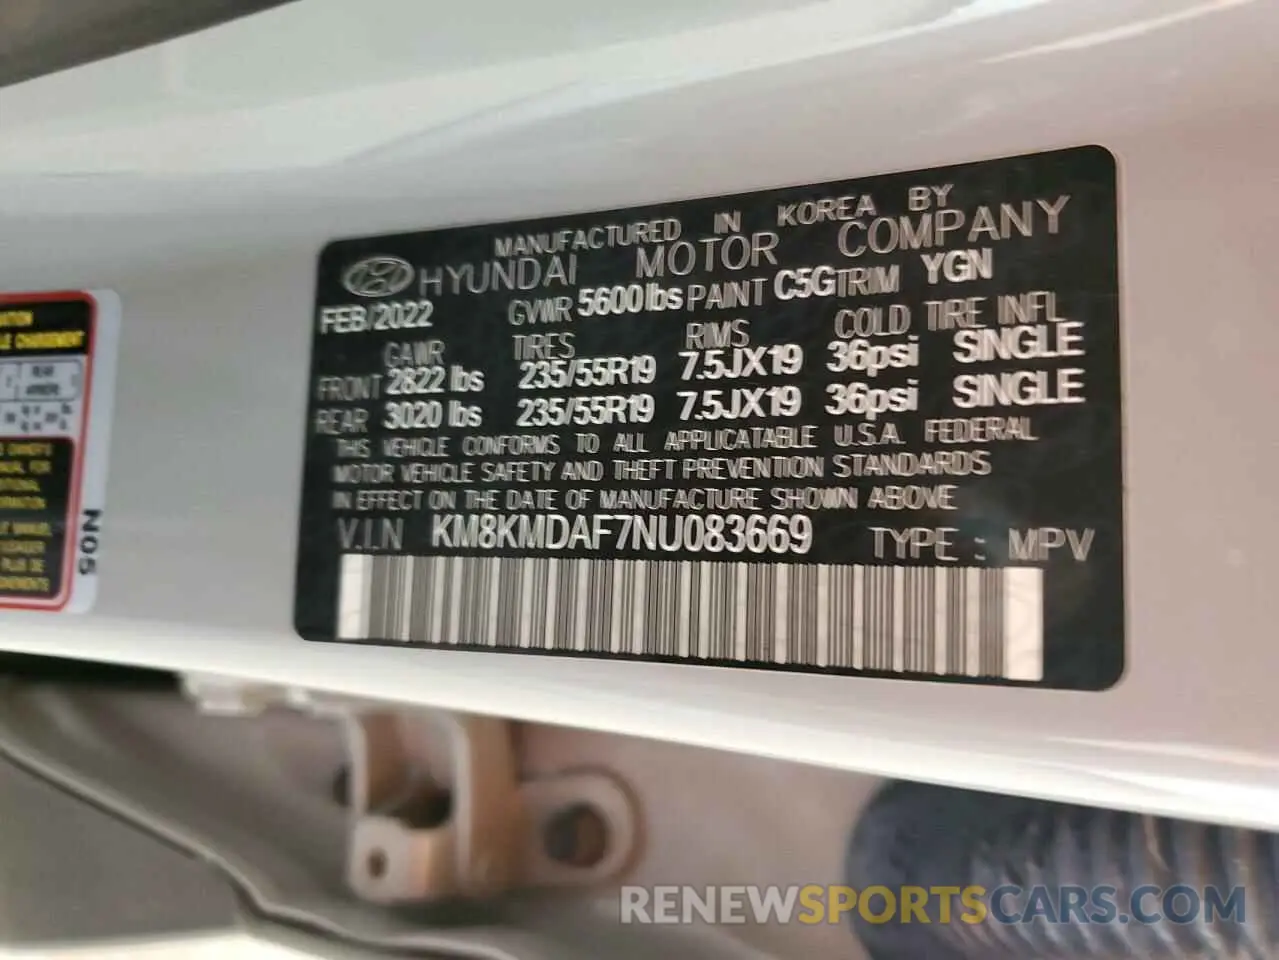 MANUFACTURED IN KOREA BY
HYUNDAI MOTOR COMPANY
FEB/2022 GVWR 5600lbs PAINT C5G TRIM YGN
GAWR TIRES RIMS COLD TIRE INFL
FRONT 2822 lbs 235/55R19 7.5JX19 36psi SINGLE
REAR 3020 lbs 235/55R19 7.5JX19 36psi SINGLE
THIS VEHICLE CONFORMS TO ALL APPLICATABLE U.S.A. FEDERAL
MOTOR VEHICLE SAFETY AND THEFT PREVENTION STANDARDS
IN EFFECT ON THE DATE OF MANUFACTURE SHOWN ABOVE
V.I.N KM8KMDAF7NU083669 TYPE : MPV
N05
REAR
RENEWSPORTSCARS.COM